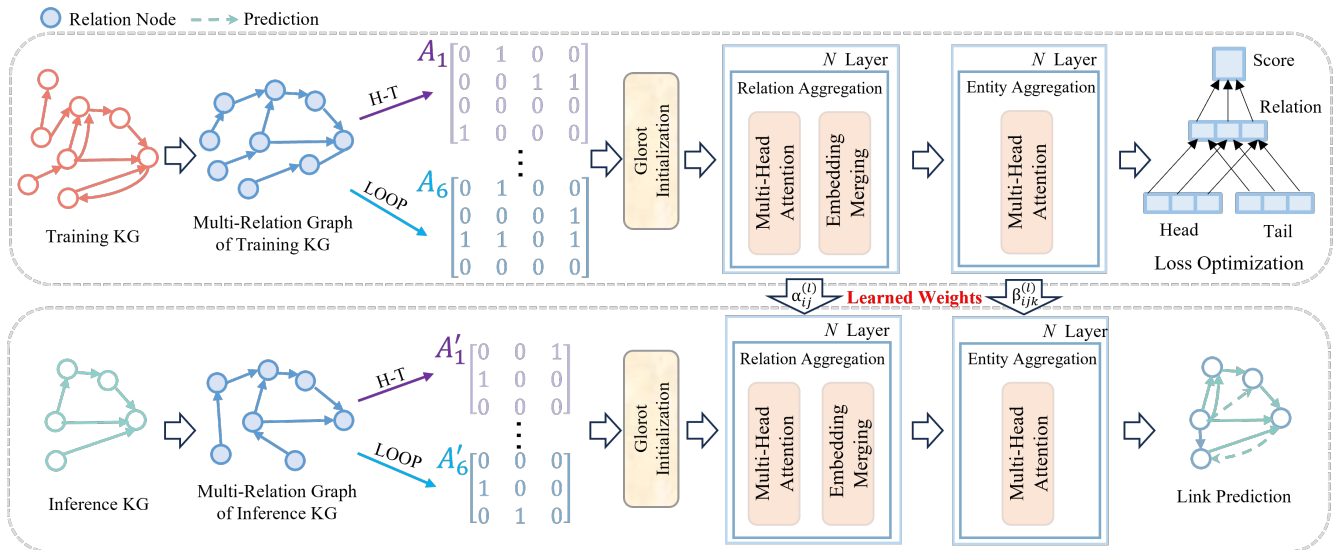 Relation Node
Prediction
Training KG
Multi-Relation Graph
of Training KG
H-T
LOOP
A₁
0 1 0 0
0 0 1 1
0 0 0 0
1 0 0 0
⋮
A₆
0 1 0 0
0 0 0 1
1 1 0 1
0 0 0 0
Glorot
Initialization
N Layer
Relation Aggregation
Multi-Head
Attention
Embedding
Merging
N Layer
Entity Aggregation
Multi-Head
Attention
Score
Relation
Head
Tail
Loss Optimization
α_{ij}^{(l)}
Learned Weights
β_{ijk}^{(l)}
Inference KG
Multi-Relation Graph
of Inference KG
H-T
LOOP
A′₁
0 0 1
1 0 0
0 0 0
⋮
A′₆
0 0 0
1 0 0
0 1 0
Glorot
Initialization
N Layer
Relation Aggregation
Multi-Head
Attention
Embedding
Merging
N Layer
Entity Aggregation
Multi-Head
Attention
Link Prediction